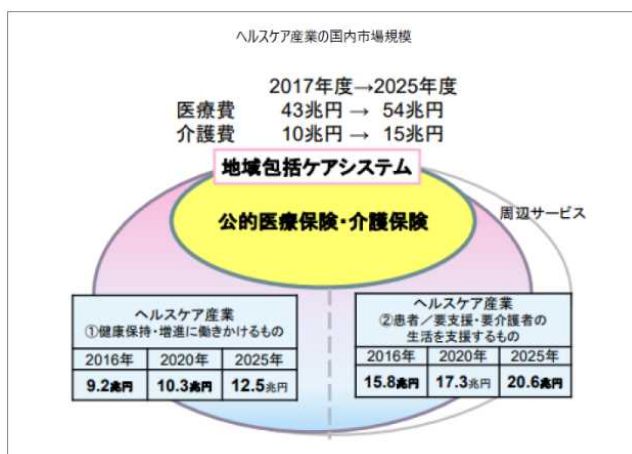 ヘルスケア産業の国内市場規模
2017年度→2025年度
医療費 43兆円 → 54兆円
介護費 10兆円 → 15兆円
地域包括ケアシステム
公的医療保険・介護保険
周辺サービス
ヘルスケア産業
①健康保持・増進に働きかけるもの
2016年 2020年 2025年
9.2兆円 10.3兆円 12.5兆円
ヘルスケア産業
②患者/要支援・要介護者の
生活を支援するもの
2016年 2020年 2025年
15.8兆円 17.3兆円 20.6兆円